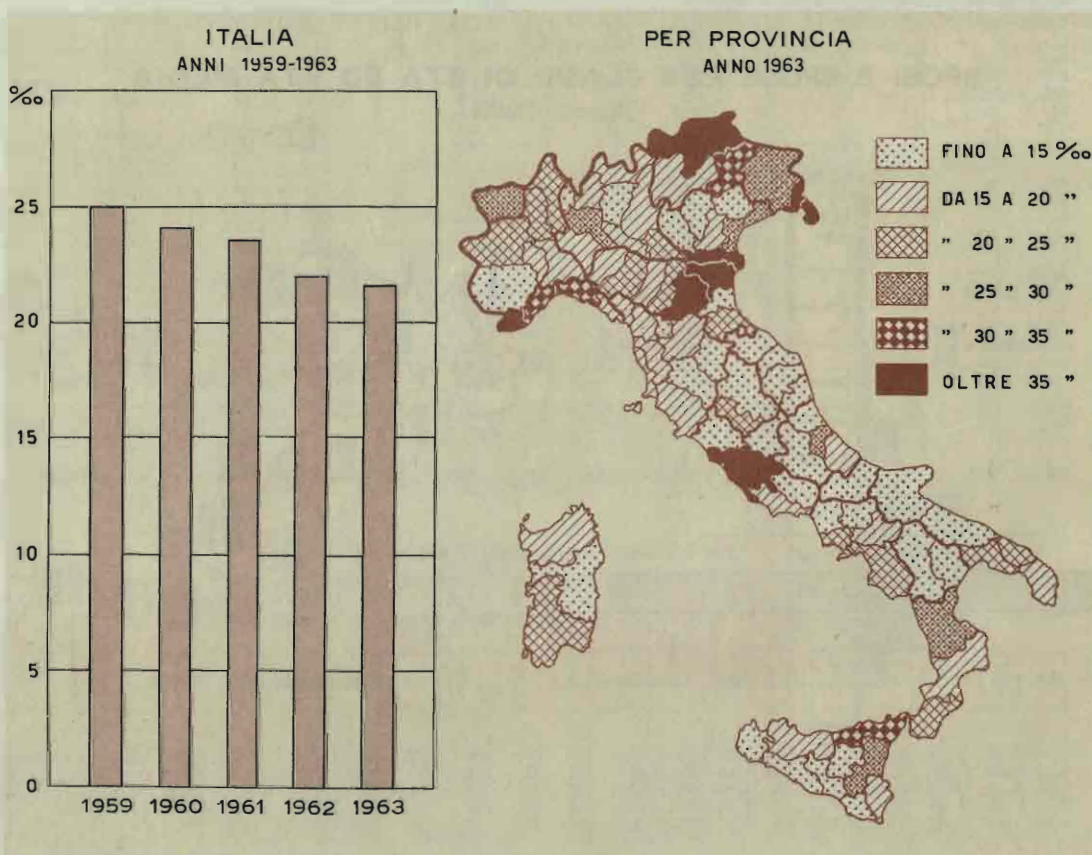 ITALIA
ANNI 1959-1963
‰
25
20
15
10
5
0
1959 1960 1961 1962 1963
PER PROVINCIA
ANNO 1963
FINO A 15 ‰
DA 15 A 20 "
" 20 " 25 "
" 25 " 30 "
" 30 " 35 "
OLTRE 35 "